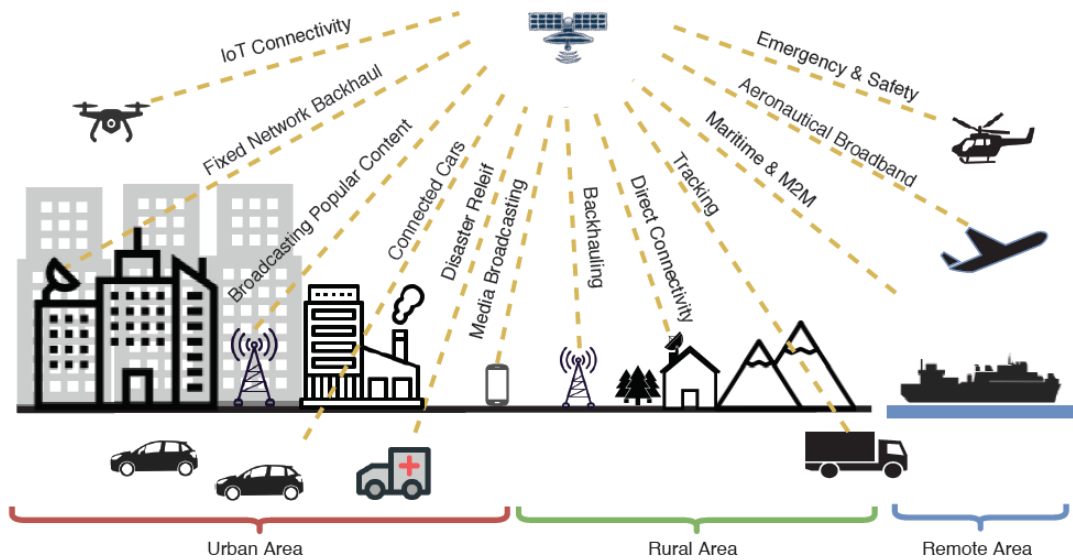 IoT Connectivity
Fixed Network Backhaul
Broadcasting Popular Content
Connected Cars
Disaster Releif
Media Broadcasting
Backhauling
Direct Connectivity
Tracking
Maritime & M2M
Aeronautical Broadband
Emergency & Safety
Urban Area
Rural Area
Remote Area